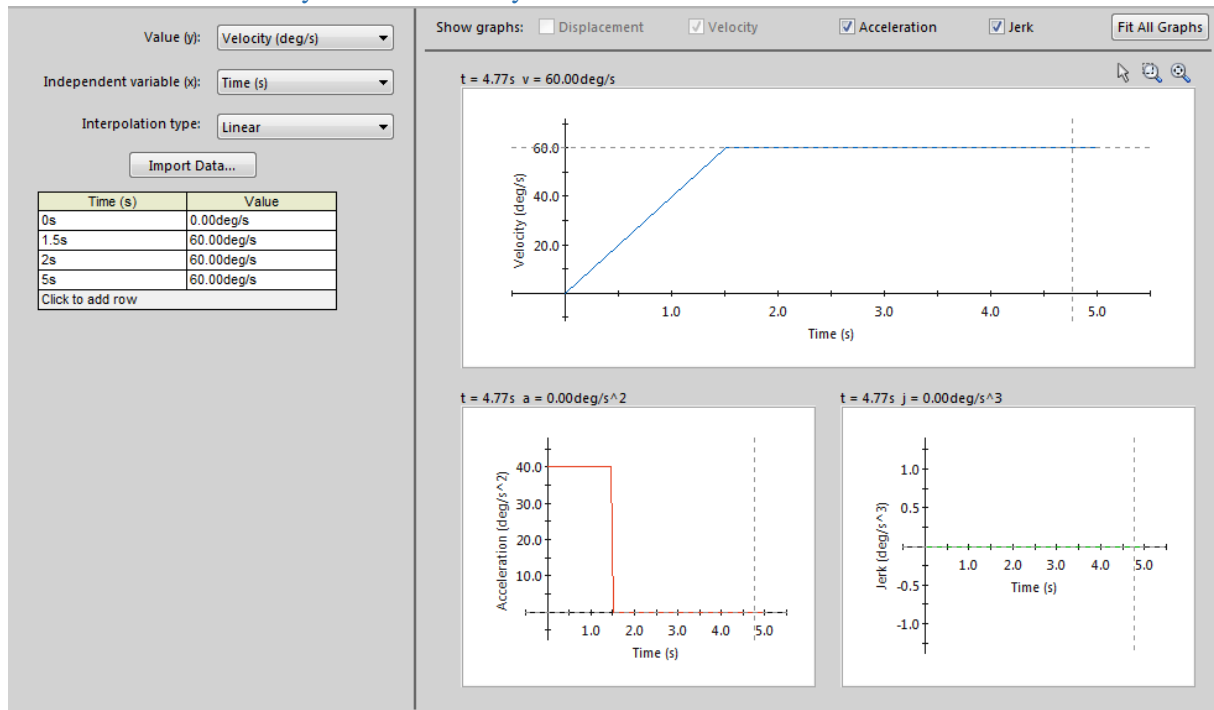 Value (y): Velocity (deg/s)
Independent variable (x): Time (s)
Interpolation type: Linear
Import Data...
Time (s) Value
0s 0.00deg/s
1.5s 60.00deg/s
2s 60.00deg/s
5s 60.00deg/s
Click to add row
Show graphs: Displacement Velocity Acceleration Jerk Fit All Graphs
t = 4.77s v = 60.00deg/s
60.0
40.0
20.0
Velocity (deg/s)
1.0 2.0 3.0 4.0 5.0
Time (s)
t = 4.77s a = 0.00deg/s^2
40.0
30.0
20.0
10.0
Acceleration (deg/s^2)
1.0 2.0 3.0 4.0 5.0
Time (s)
t = 4.77s j = 0.00deg/s^3
1.0
0.5
-0.5
-1.0
Jerk (deg/s^3)
1.0 2.0 3.0 4.0 5.0
Time (s)